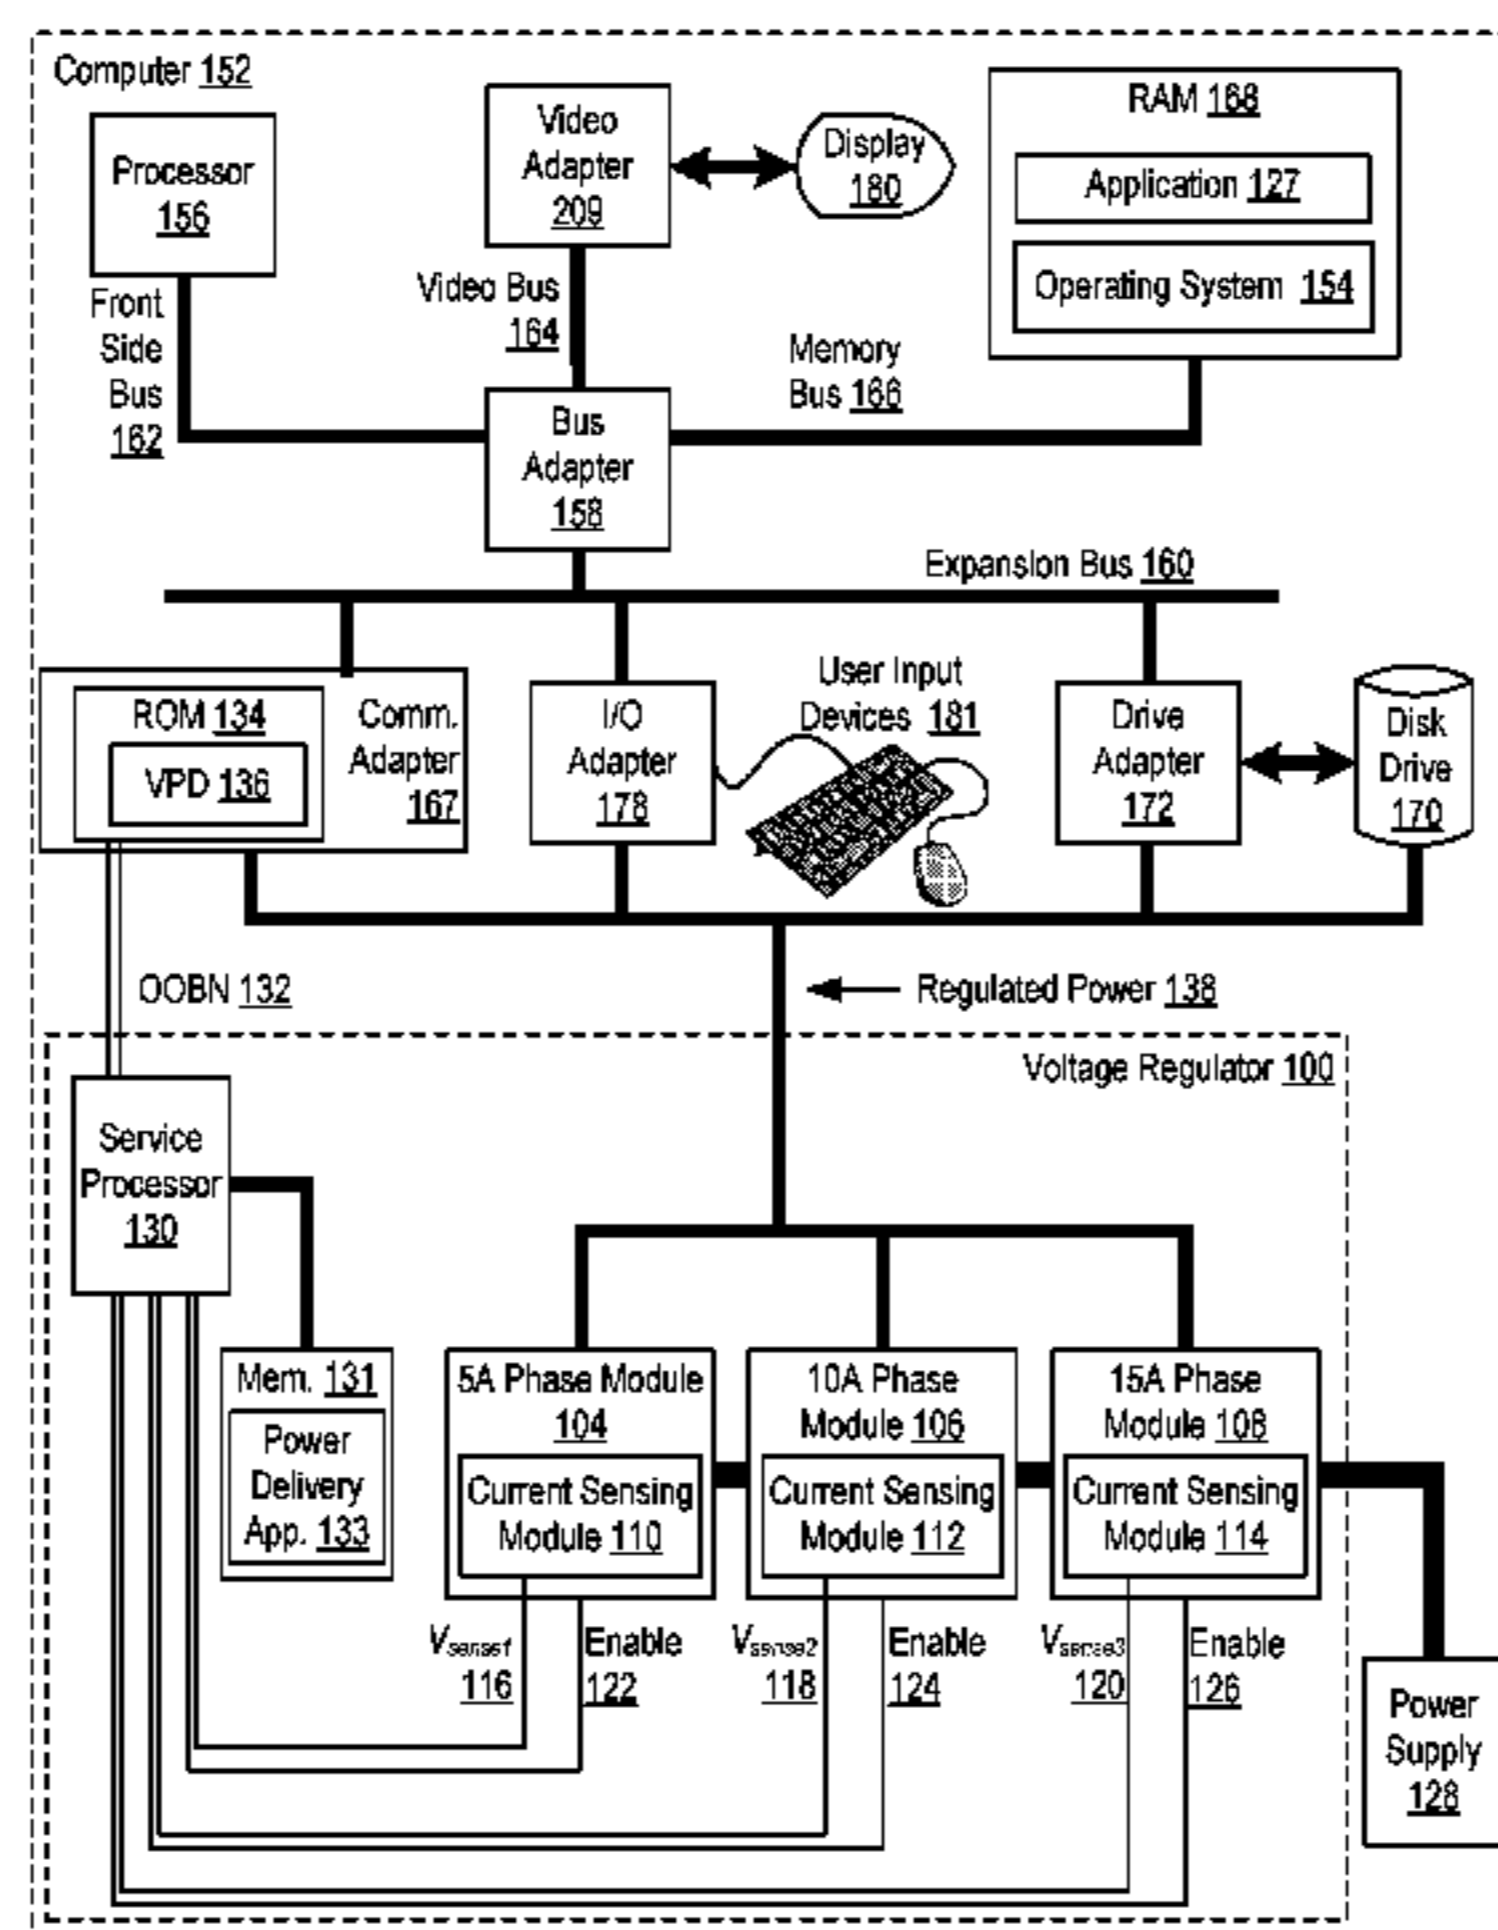 Computer 152
Processor
156
Video
Adapter
209
Display
180
RAM 168
Application 127
Operating System 154
Front
Side
Bus
162
Video Bus
164
Memory
Bus 166
Bus
Adapter
158
Expansion Bus 160
ROM 134
VPD 136
Comm.
Adapter
167
I/O
Adapter
178
User Input
Devices 181
Drive
Adapter
172
Disk
Drive
170
OOBN 132
Regulated Power 138
Voltage Regulator 100
Service
Processor
130
Mem. 131
Power
Delivery
App. 133
5A Phase Module
104
Current Sensing
Module 110
10A Phase
Module 106
Current Sensing
Module 112
15A Phase
Module 108
Current Sensing
Module 114
Vsense1
116
Enable
122
Vsense2
118
Enable
124
Vsense3
120
Enable
126
Power
Supply
128